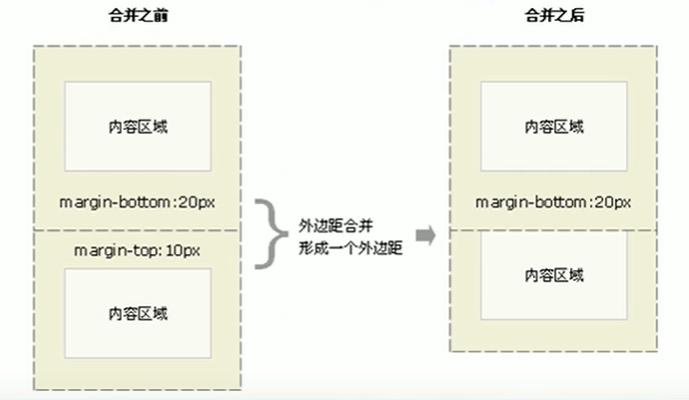 合并之前
合并之后
内容区域
内容区域
margin-bottom:20px
margin-bottom:20px
外边距合并
形成一个外边距
margin-top:10px
内容区域
内容区域